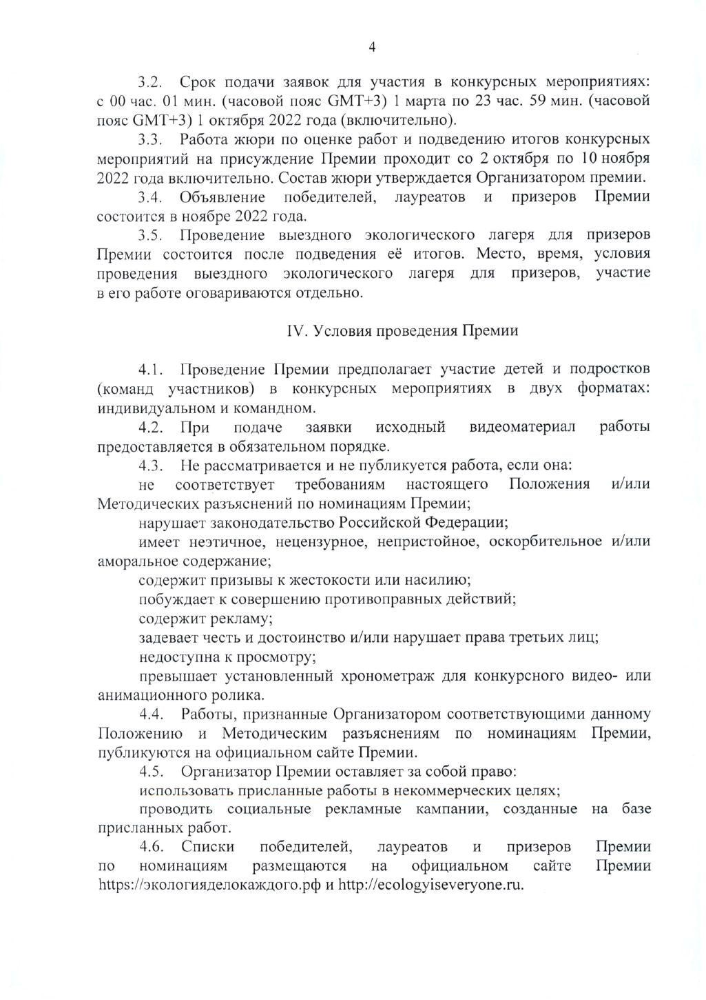 4
3.2. Срок подачи заявок для участия в конкурсных мероприятиях:
с 00 час. 01 мин. (часовой пояс GMT+3) 1 марта по 23 час. 59 мин. (часовой
пояс GMT+3) 1 октября 2022 года (включительно).
3.3. Работа жюри по оценке работ и подведению итогов конкурсных
мероприятий на присуждение Премии проходит со 2 октября по 10 ноября
2022 года включительно. Состав жюри утверждается Организатором премии.
3.4. Объявление победителей, лауреатов и призеров Премии
состоится в ноябре 2022 года.
3.5. Проведение выездного экологического лагеря для призеров
Премии состоится после подведения её итогов. Место, время, условия
проведения выездного экологического лагеря для призеров, участие
в его работе оговариваются отдельно.
IV. Условия проведения Премии
4.1. Проведение Премии предполагает участие детей и подростков
(команд участников) в конкурсных мероприятиях в двух форматах:
индивидуальном и командном.
4.2. При подаче заявки исходный видеоматериал работы
предоставляется в обязательном порядке.
4.3. Не рассматривается и не публикуется работа, если она:
не соответствует требованиям настоящего Положения и/или
Методических разъяснений по номинациям Премии;
нарушает законодательство Российской Федерации;
имеет неэтичное, нецензурное, непристойное, оскорбительное и/или
аморальное содержание;
содержит призывы к жестокости или насилию;
побуждает к совершению противоправных действий;
содержит рекламу;
задевает честь и достоинство и/или нарушает права третьих лиц;
недоступна к просмотру;
превышает установленный хронометраж для конкурсного видео- или
анимационного ролика.
4.4. Работы, признанные Организатором соответствующими данному
Положению и Методическим разъяснениям по номинациям Премии,
публикуются на официальном сайте Премии.
4.5. Организатор Премии оставляет за собой право:
использовать присланные работы в некоммерческих целях;
проводить социальные рекламные кампании, созданные на базе
присланных работ.
4.6. Списки победителей, лауреатов и призеров Премии
по номинациям размещаются на официальном сайте Премии
https://экологияделокаждого.рф и http://ecologyiseveryone.ru.